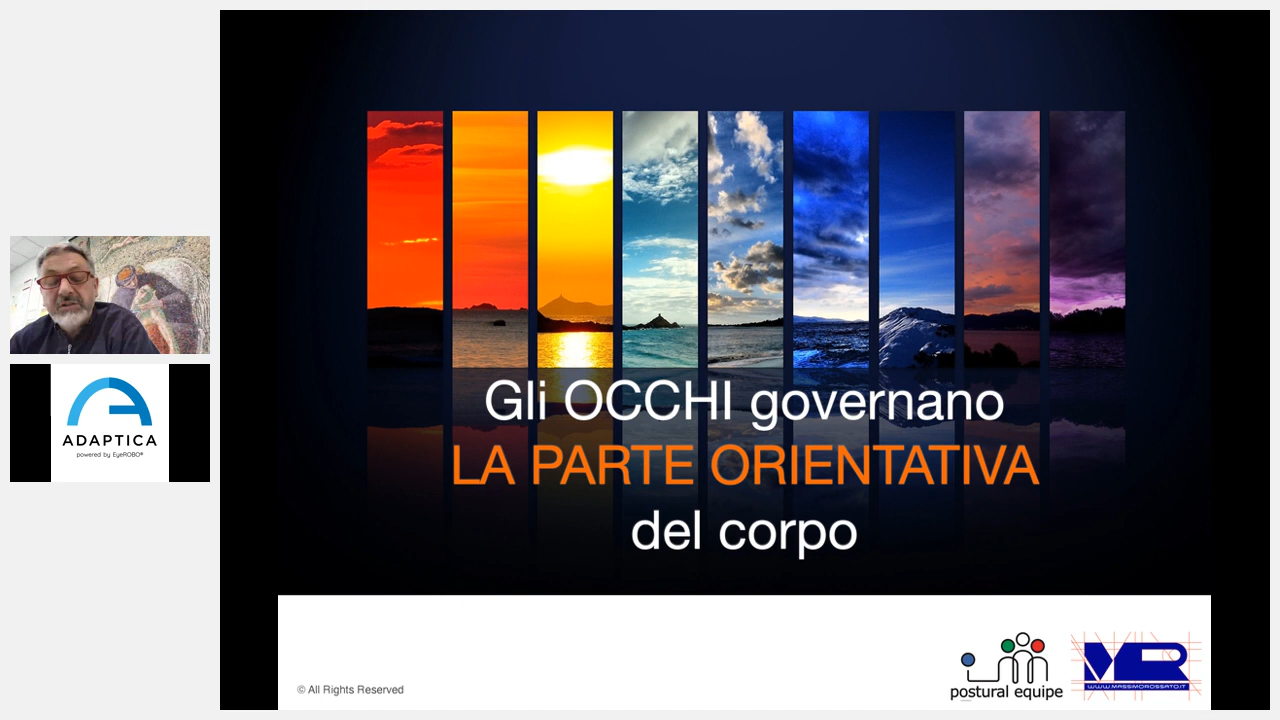 ADAPTICA
powered by EyeROBO®
Gli OCCHI governano
LA PARTE ORIENTATIVA
del corpo
© All Rights Reserved
postural equipe
WWW.MASSIMOROSSATO.IT